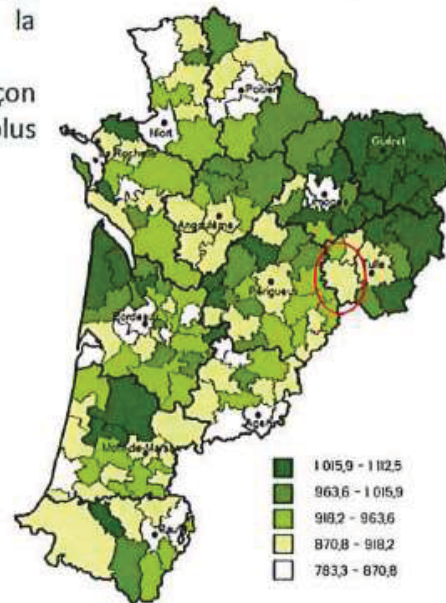 la
çon
plus
Poitiers
Niort
Guéret
Limoges
Angoulême
Tulle
Périgueux
Bordeaux
Agen
Mont-de-Marsan
Pau
1 015,9 - 1 112,5
963,6 - 1 015,9
918,2 - 963,6
870,8 - 918,2
783,3 - 870,8